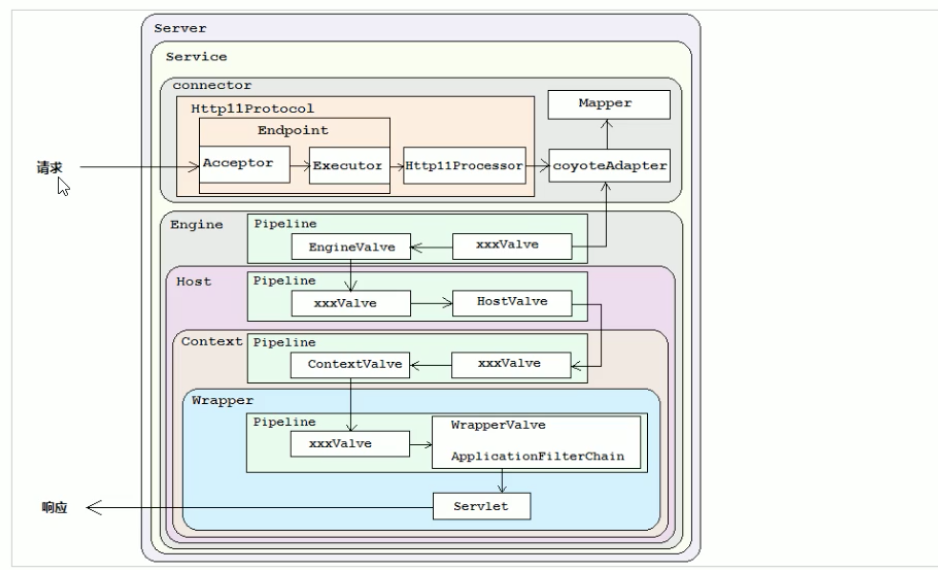 Server
Service
connector
Http11Protocol
Mapper
Endpoint
请求
Acceptor
Executor
Http11Processor
coyoteAdapter
Engine
Pipeline
EngineValve
xxxValve
Host
Pipeline
xxxValve
HostValve
Context
Pipeline
ContextValve
xxxValve
Wrapper
Pipeline
xxxValve
WrapperValve
ApplicationFilterChain
响应
Servlet